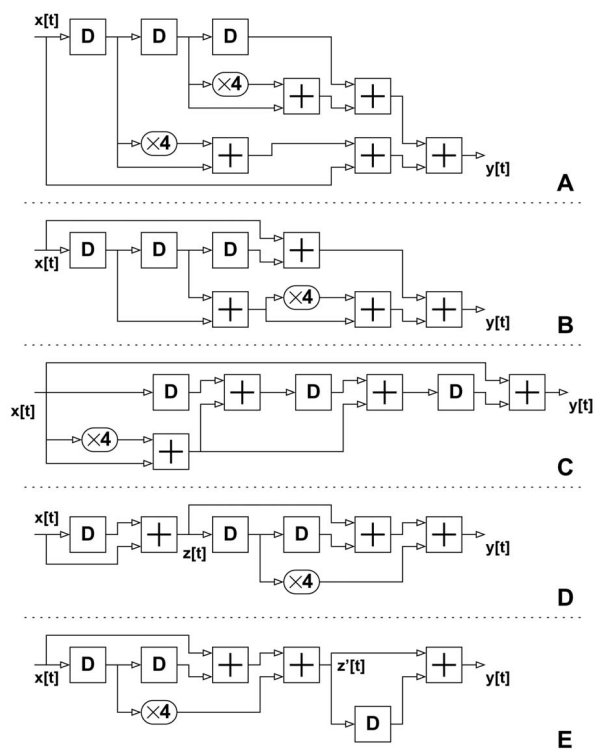 x[t]
D D D
×4
+ +
×4
+ + +
y[t]
A
D D D +
x[t]
×4
+ + +
y[t]
B
D + D + D +
x[t]
y[t]
×4
+
C
x[t]
D + D D + +
z[t]
y[t]
×4
D
D D + + +
x[t]
z'[t]
y[t]
×4
D
E